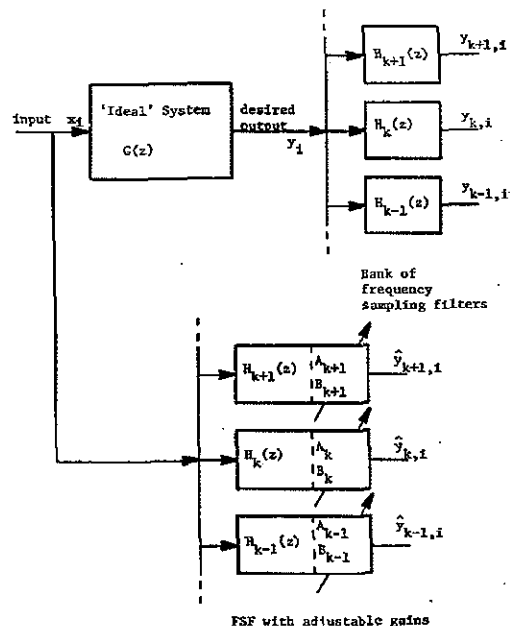 H_{k+1}(z) y_{k+1,i}
'Ideal' System
G(z)
input x_i
desired
output
y_i
H_k(z) y_{k,i}
H_{k-1}(z) y_{k-1,i}
Bank of
frequency
sampling filters
H_{k+1}(z) A_{k+1} B_{k+1} ŷ_{k+1,i}
H_k(z) A_k B_k ŷ_{k,i}
H_{k-1}(z) A_{k-1} B_{k-1} ŷ_{k-1,i}
FSF with adjustable gains